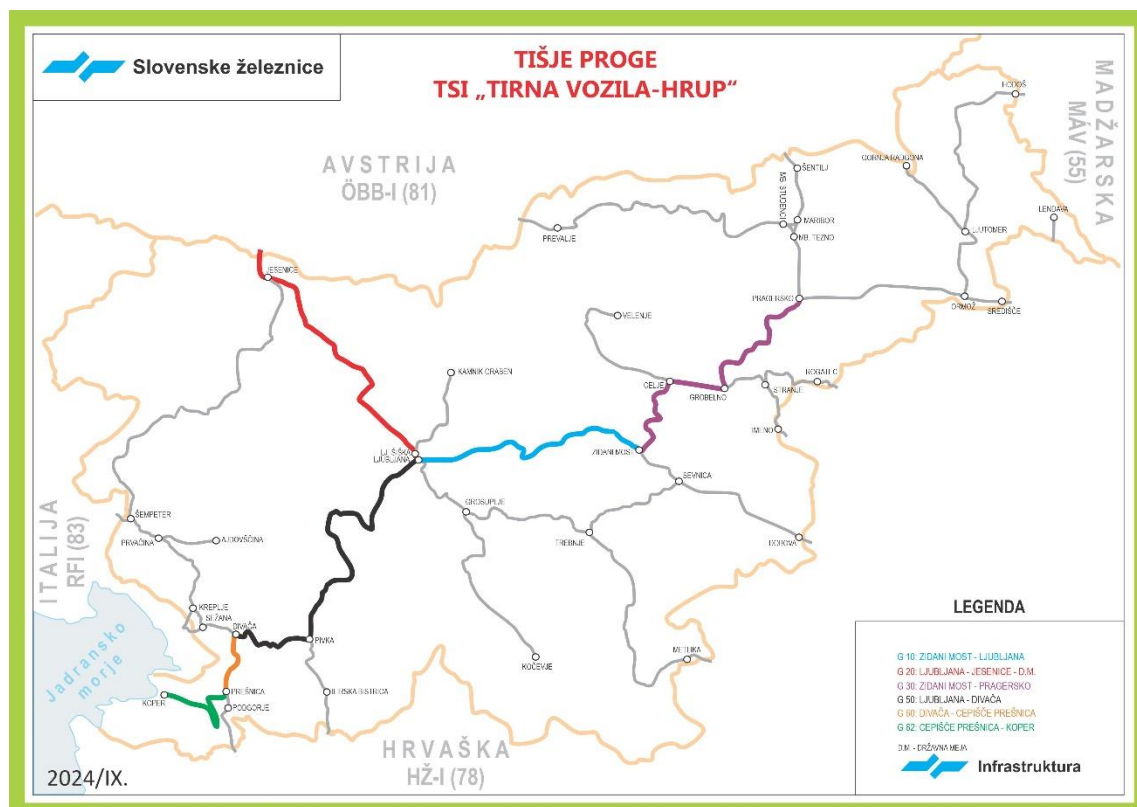 Slovenske železnice
TIŠJE PROGE
TSI „TIRNA VOZILA-HRUP“
AVSTRIJA
ÖBB-I (81)
MADŽARSKA
MÁV (55)
HODOŠ
GORNJA RADGONA
LENDAVA
LJUTOMER
ŠENTILJ
MB. STUDENCI
MARIBOR
MB. TEZNO
PREVALJE
PRAGERSKO
ORMOŽ
SREDIŠČE
JESENICE
VELENJE
KAMNIK GRABEN
CELJE
GROBELNO
ROGATEC
STRANJE
IMENO
LJ. ŠIŠKA
LJUBLJANA
ZIDANI MOST
SEVNICA
GROSUPLJE
TREBNJE
DOBOVA
ŠEMPETER
PRVAČINA
AJDOVŠČINA
ITALIJA
RFI (83)
KREPLJE
SEŽANA
DIVAČA
PIVKA
KOČEVJE
METLIKA
Jadransko
morje
KOPER
PREŠNICA
PODGORJE
ILIRSKA BISTRICA
HRVAŠKA
HŽ-I (78)
2024/IX.
LEGENDA
G 10: ZIDANI MOST - LJUBLJANA
G 20: LJUBLJANA - JESENICE - D.M.
G 30: ZIDANI MOST - PRAGERSKO
G 50: LJUBLJANA - DIVAČA
G 60: DIVAČA - CEPIŠČE PREŠNICA
G 62: CEPIŠČE PREŠNICA - KOPER
D.M. - DRŽAVNA MEJA
Infrastruktura